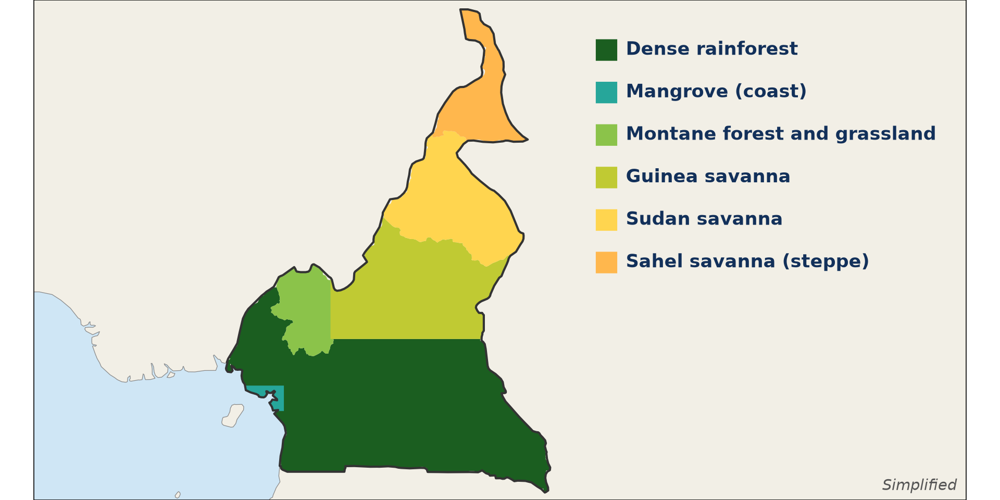 Dense rainforest
Mangrove (coast)
Montane forest and grassland
Guinea savanna
Sudan savanna
Sahel savanna (steppe)
Simplified